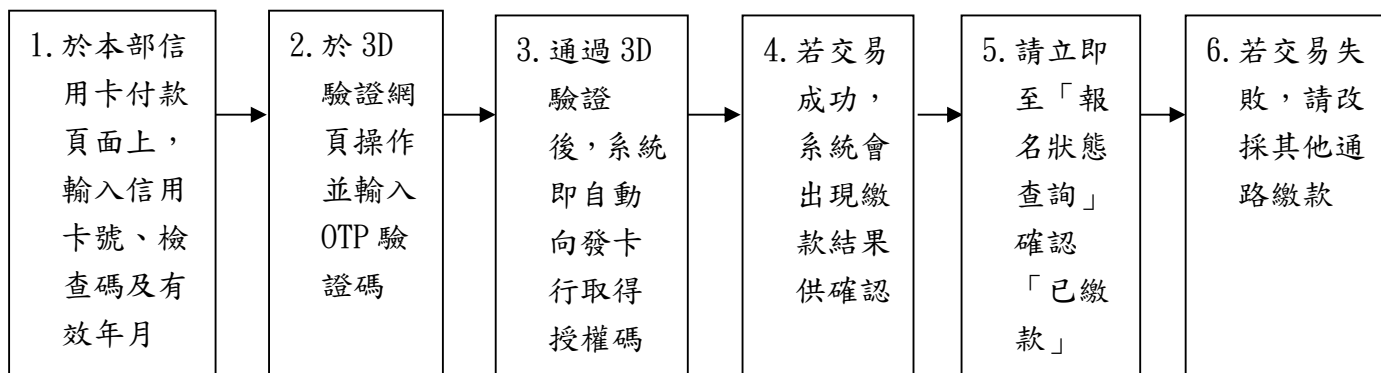 1.於本部信
用卡付款
頁面上，
輸入信用
卡號、檢
查碼及有
效年月
2.於 3D
驗證網
頁操作
並輸入
OTP 驗
證碼
3.通過 3D
驗證
後，系統
即自動
向發卡
行取得
授權碼
4.若交易
成功，
系統會
出現繳
款結果
供確認
5.請立即
至「報
名狀態
查詢」
確認
「已繳
款」
6.若交易失
敗，請改
採其他通
路繳款